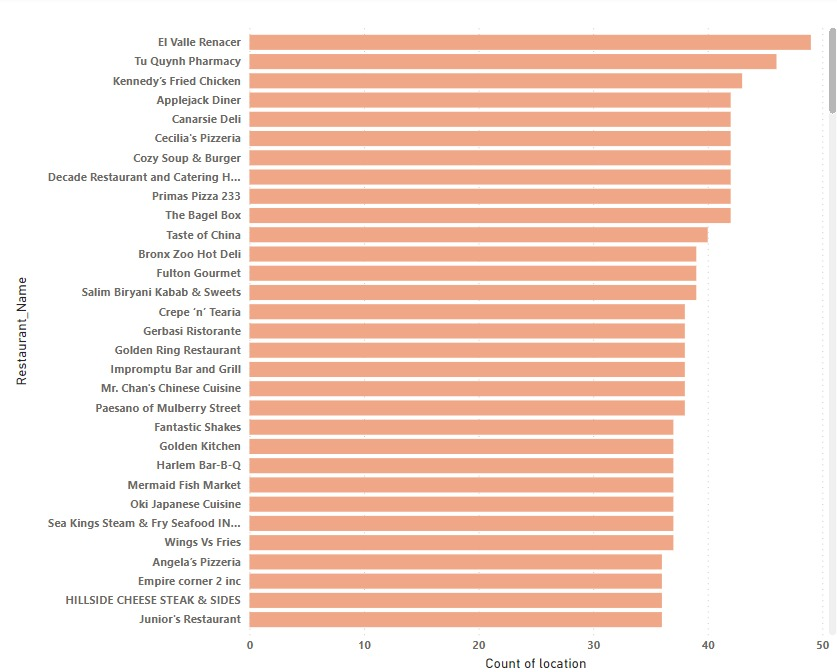 El Valle Renacer
Tu Quynh Pharmacy
Kennedy's Fried Chicken
Applejack Diner
Canarsie Deli
Cecilia's Pizzeria
Cozy Soup & Burger
Decade Restaurant and Catering H...
Primas Pizza 233
The Bagel Box
Taste of China
Bronx Zoo Hot Deli
Fulton Gourmet
Salim Biryani Kabab & Sweets
Crepe ‘n’ Tearia
Gerbasi Ristorante
Golden Ring Restaurant
Impromptu Bar and Grill
Mr. Chan's Chinese Cuisine
Paesano of Mulberry Street
Fantastic Shakes
Golden Kitchen
Harlem Bar-B-Q
Mermaid Fish Market
Oki Japanese Cuisine
Sea Kings Steam & Fry Seafood IN...
Wings Vs Fries
Angela's Pizzeria
Empire corner 2 inc
HILLSIDE CHEESE STEAK & SIDES
Junior's Restaurant
Restaurant_Name
0 10 20 30 40 50
Count of location